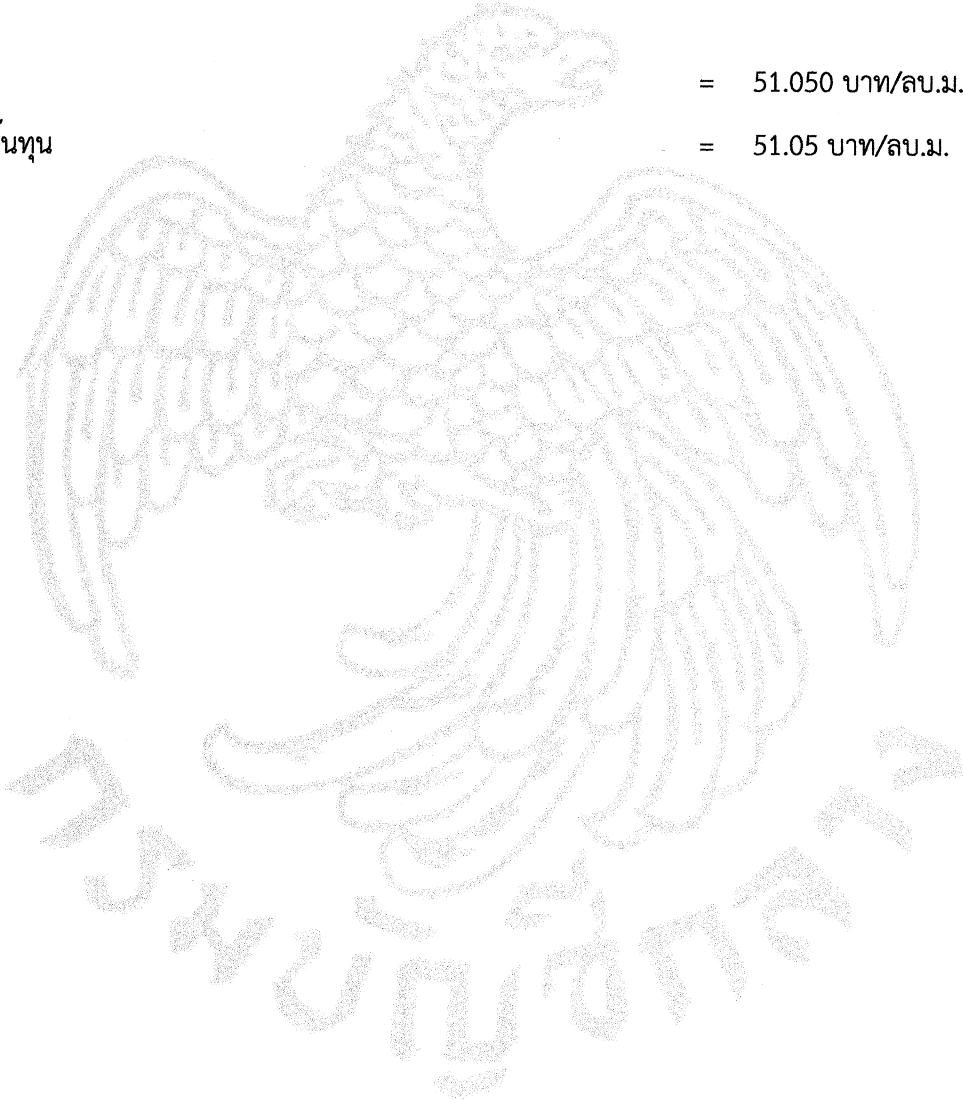 = 51.050 บาท/ลบ.ม.
้นทุน = 51.05 บาท/ลบ.ม.
กรมบัญชีกลาง